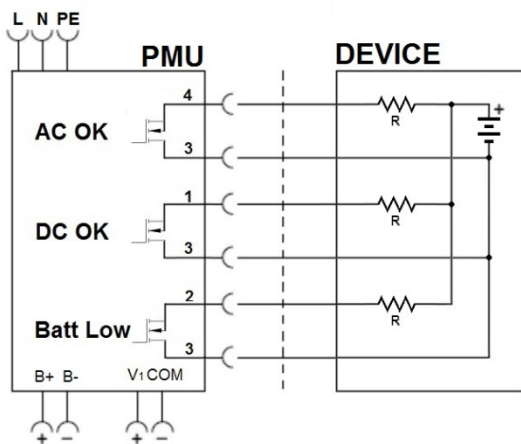 L N PE
PMU DEVICE
4
R
AC OK
3
1
R
DC OK
3
2
R
Batt Low
3
B+ B- V1 COM
+ − + −
+